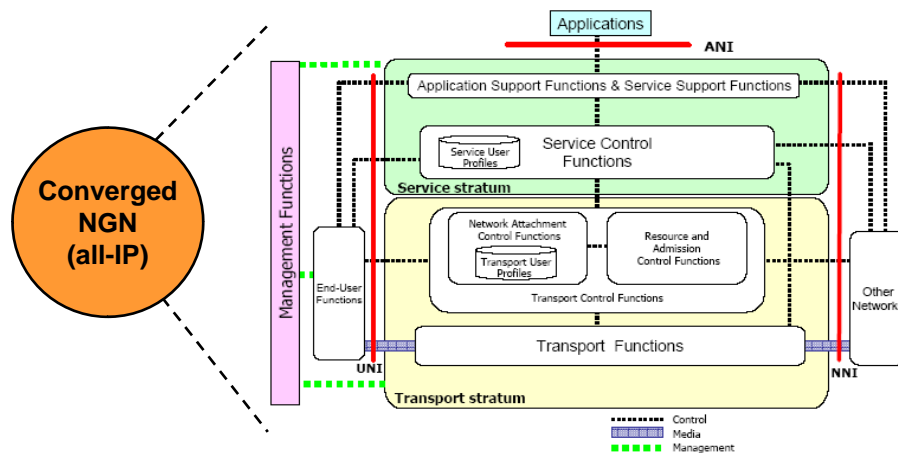 Applications
ANI
Application Support Functions & Service Support Functions
Service User
Profiles
Service Control
Functions
Service stratum
Converged
NGN
(all-IP)
Management Functions
Network Attachment
Control Functions
Transport User
Profiles
Resource and
Admission
Control Functions
Transport Control Functions
End-User
Functions
Other
Networks
Transport Functions
UNI
NNI
Transport stratum
Control
Media
Management